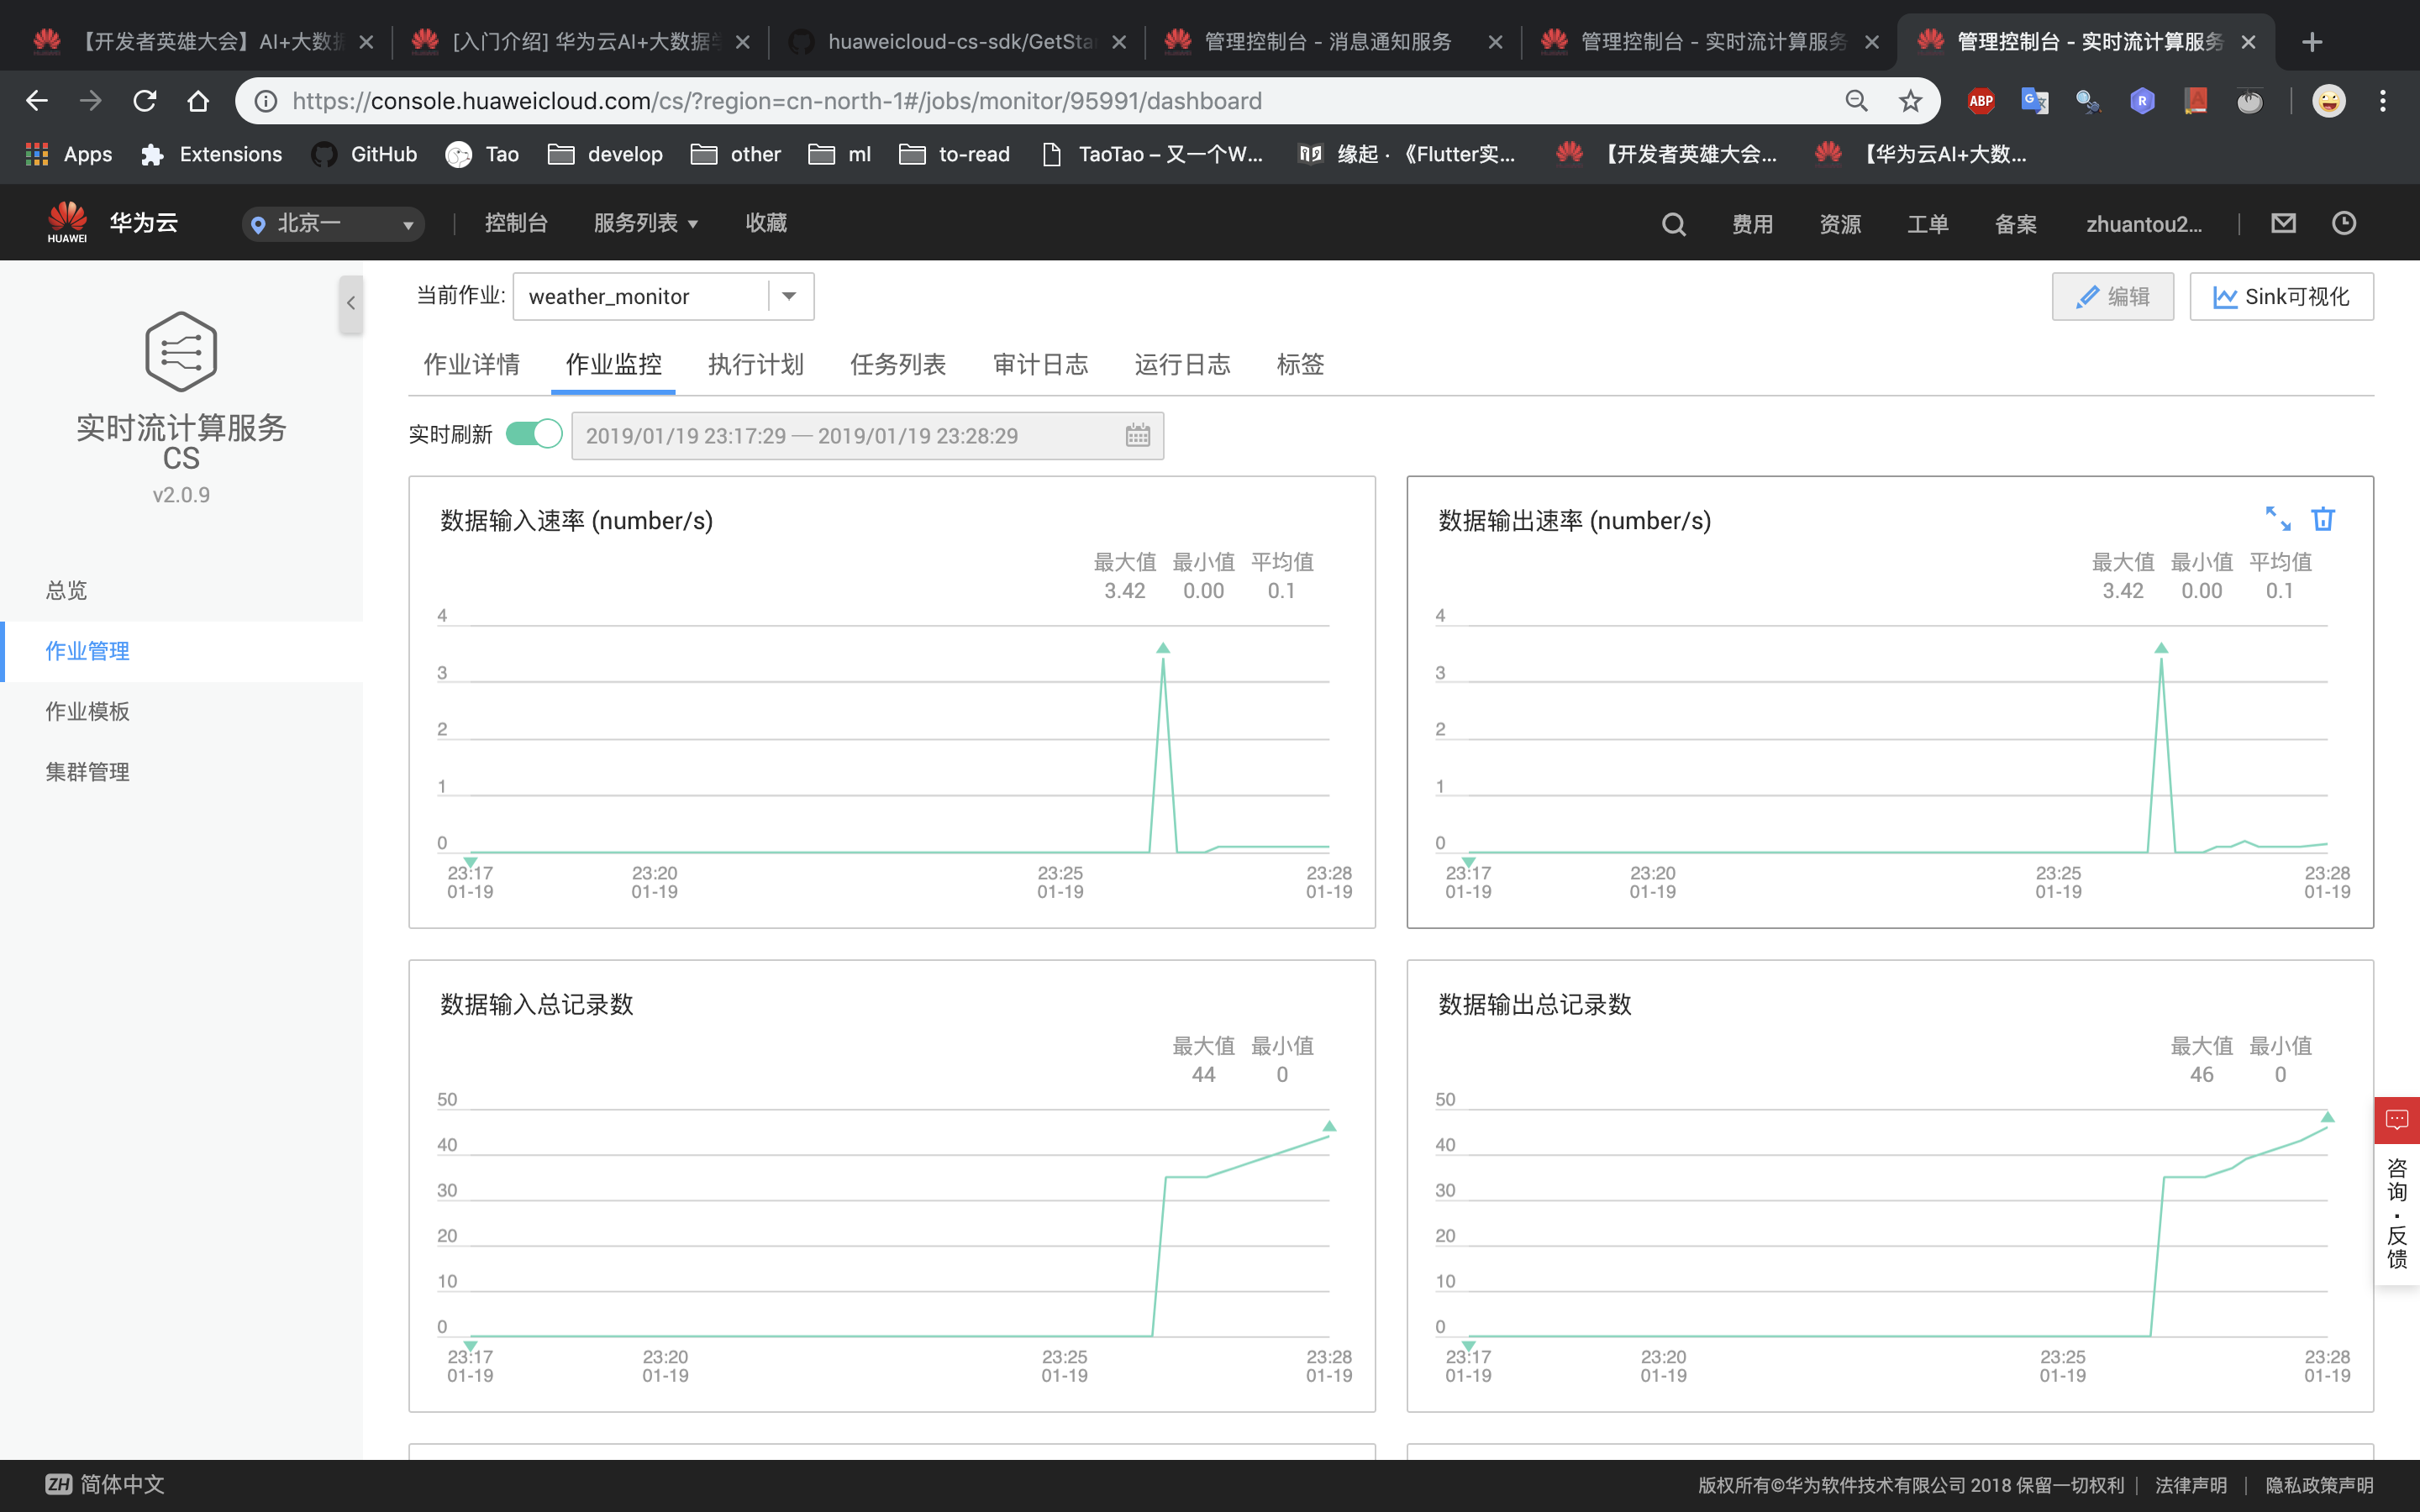 【开发者英雄大会】AI+大数据
[入门介绍] 华为云AI+大数据
huaweicloud-cs-sdk/GetSta
管理控制台 - 消息通知服务
管理控制台 - 实时流计算服务
管理控制台 - 实时流计算服务
https://console.huaweicloud.com/cs/?region=cn-north-1#/jobs/monitor/95991/dashboard
ABP
Apps Extensions GitHub Tao develop other ml to-read TaoTao – 又一个W... 缘起 · 《Flutter实... 【开发者英雄大会... 【华为云AI+大数...
HUAWEI 华为云 北京一 控制台 服务列表 收藏 费用 资源 工单 备案 zhuantou2...
实时流计算服务
CS
v2.0.9
总览
作业管理
作业模板
集群管理
当前作业: weather_monitor 编辑 Sink可视化
作业详情 作业监控 执行计划 任务列表 审计日志 运行日志 标签
实时刷新 2019/01/19 23:17:29 — 2019/01/19 23:28:29
数据输入速率 (number/s)
最大值 最小值 平均值
3.42 0.00 0.1
4
3
2
1
0
23:17 23:20 23:25 23:28
01-19 01-19 01-19 01-19
数据输出速率 (number/s)
最大值 最小值 平均值
3.42 0.00 0.1
4
3
2
1
0
23:17 23:20 23:25 23:28
01-19 01-19 01-19 01-19
数据输入总记录数
最大值 最小值
44 0
50
40
30
20
10
0
23:17 23:20 23:25 23:28
01-19 01-19 01-19 01-19
数据输出总记录数
最大值 最小值
46 0
50
40
30
20
10
0
23:17 23:20 23:25 23:28
01-19 01-19 01-19 01-19
咨询·反馈
ZH 简体中文
版权所有©华为软件技术有限公司 2018 保留一切权利 | 法律声明 | 隐私政策声明